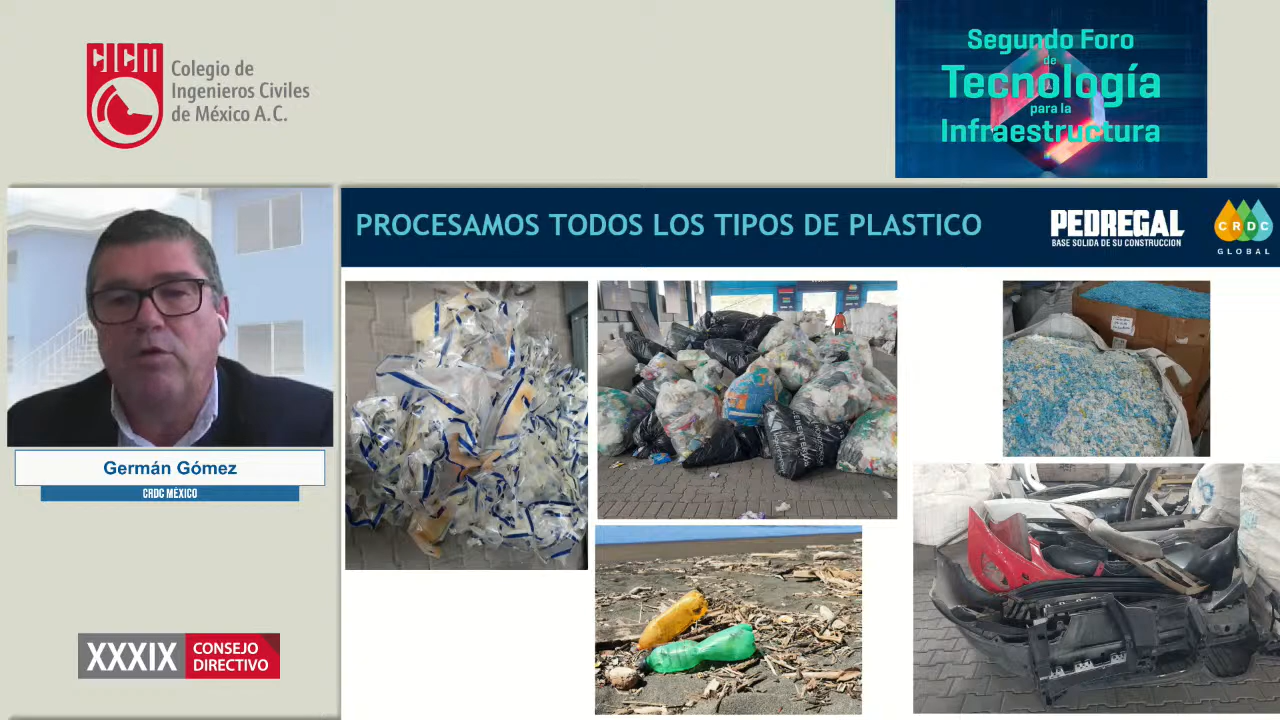 CICM
Colegio de
Ingenieros Civiles
de México A.C.
Segundo Foro
de
Tecnología
para la
Infraestructura
PROCESAMOS TODOS LOS TIPOS DE PLASTICO
PEDREGAL
BASE SOLIDA DE SU CONSTRUCCION
CRDC
GLOBAL
Germán Gómez
CRDC MÉXICO
XXXIX
CONSEJO
DIRECTIVO